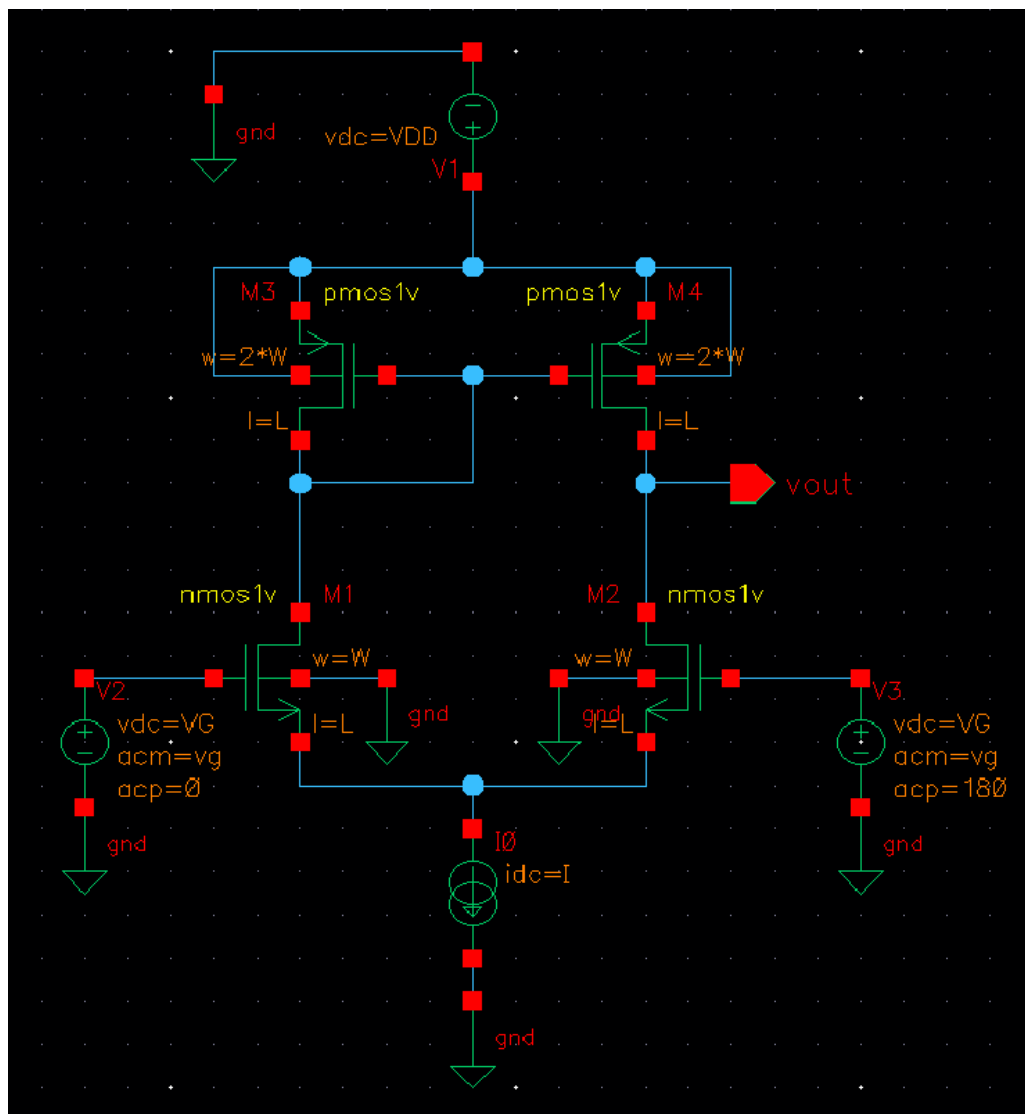 gnd
vdc=VDD
V1
M3
pmos1v
pmos1v
M4
w=2*W
w=2*W
l=L
l=L
vout
nmos1v
M1
M2
nmos1v
w=W
w=W
V2
V3
gnd
gnd
vdc=VG
l=L
l=L
vdc=VG
acm=vg
acm=vg
acp=0
acp=180
gnd
I0
gnd
idc=I
gnd